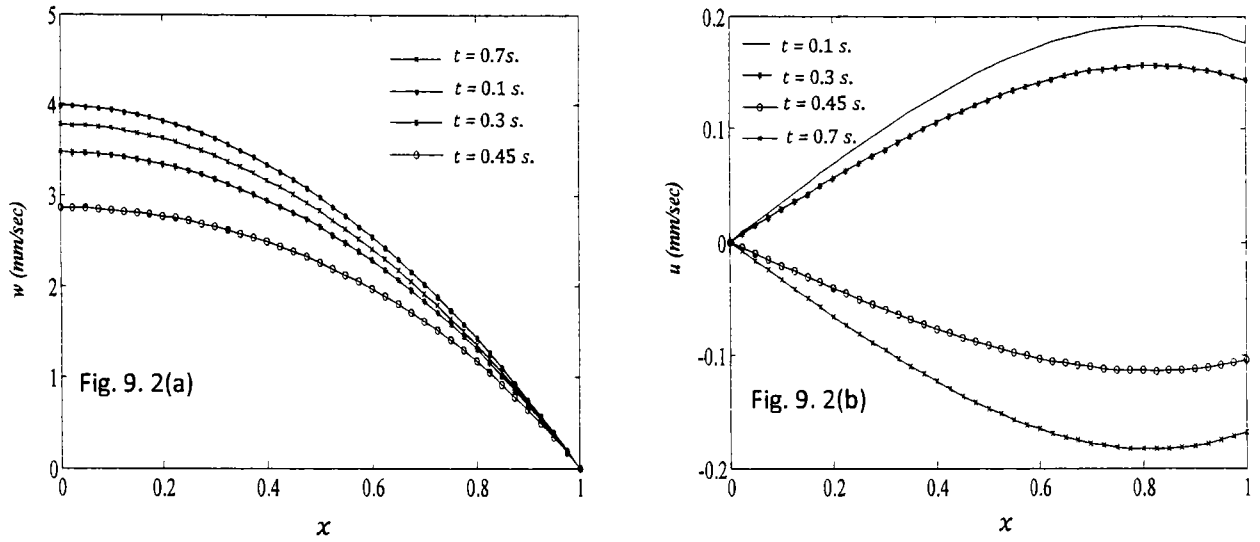 5
4
3
2
1
0
w (mm/sec)
t = 0.7s.
t = 0.1 s.
t = 0.3 s.
t = 0.45 s.
Fig. 9. 2(a)
0
0.2
0.4
0.6
0.8
1
x
0.2
0.1
0
-0.1
-0.2
u (mm/sec)
t = 0.1 s.
t = 0.3 s.
t = 0.45 s.
t = 0.7 s.
Fig. 9. 2(b)
0
0.2
0.4
0.6
0.8
1
x